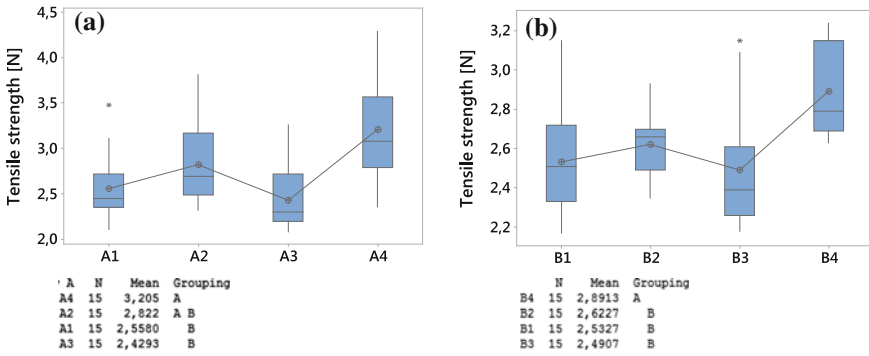 (a)
Tensile strength [N]
4,5
4,0
3,5
3,0
2,5
2,0
*
A1 A2 A3 A4
A N Mean Grouping
A4 15 3,205 A
A2 15 2,822 A B
A1 15 2,5580 B
A3 15 2,4293 B
(b)
Tensile strength [N]
3,2
3,0
2,8
2,6
2,4
2,2
*
B1 B2 B3 B4
N Mean Grouping
B4 15 2,8913 A
B2 15 2,6227 B
B1 15 2,5327 B
B3 15 2,4907 B